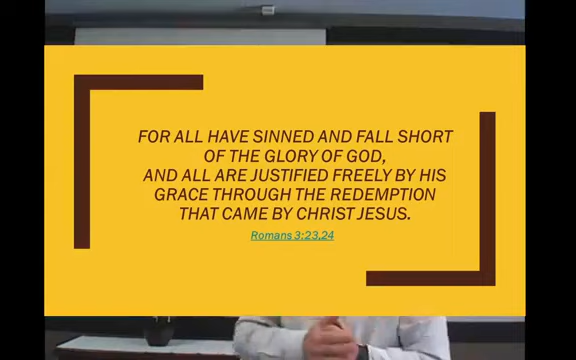 FOR ALL HAVE SINNED AND FALL SHORT
OF THE GLORY OF GOD,
AND ALL ARE JUSTIFIED FREELY BY HIS
GRACE THROUGH THE REDEMPTION
THAT CAME BY CHRIST JESUS.
Romans 3:23,24